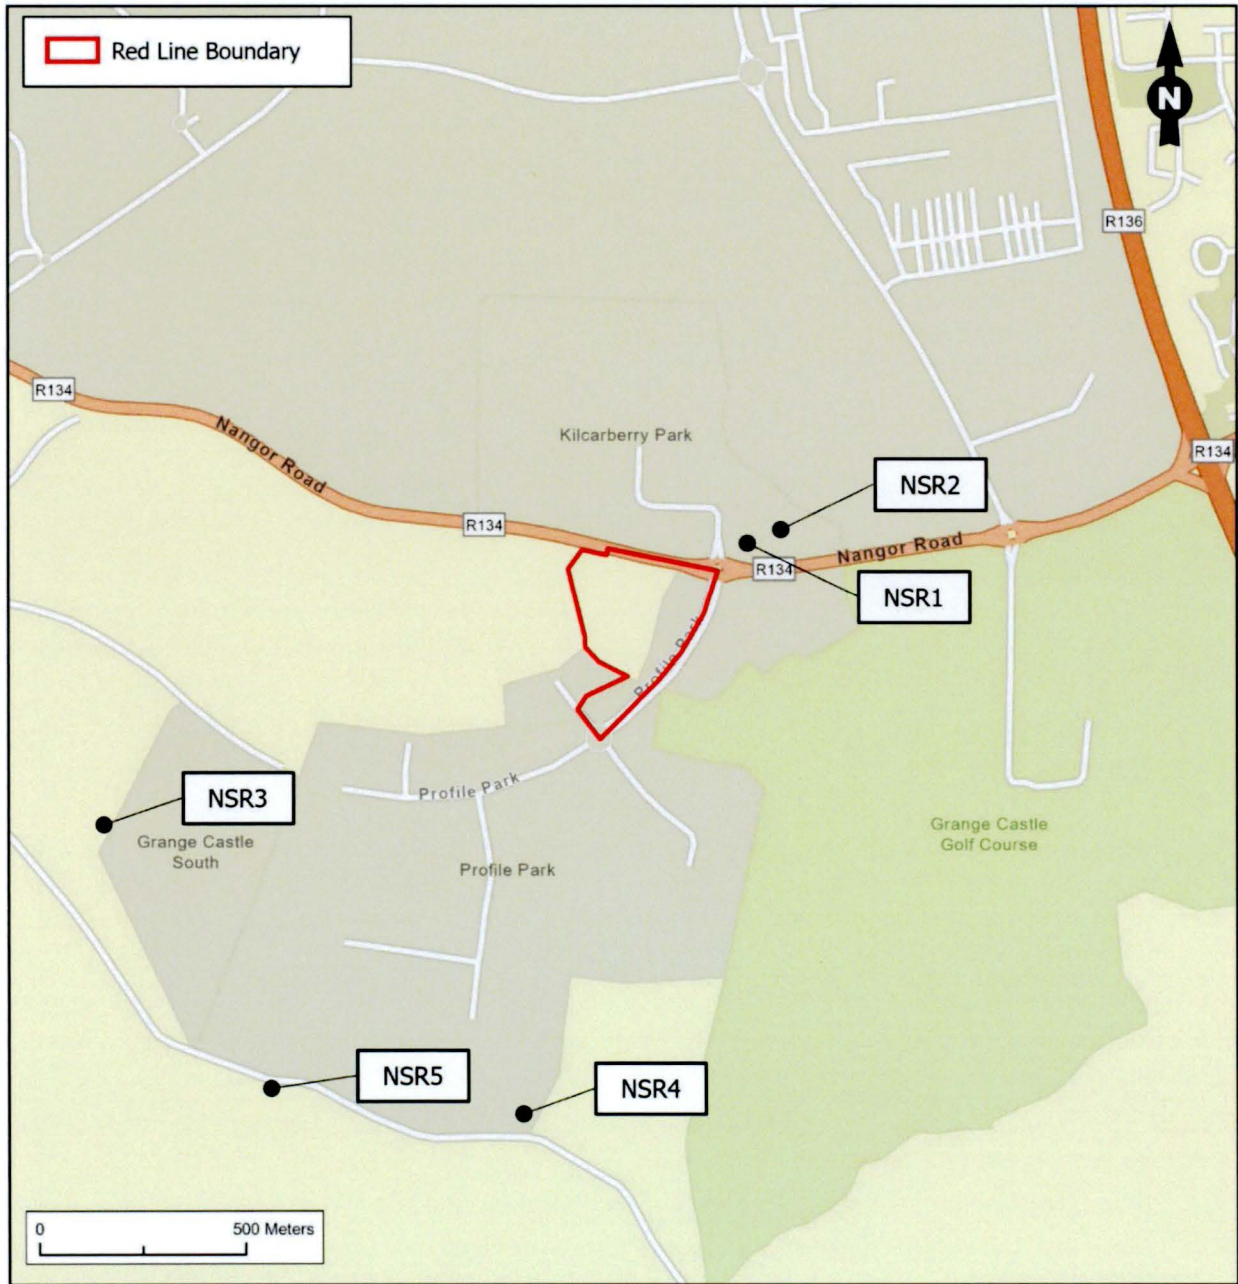 Red Line Boundary
N
R136
R134
Nangor Road
Kilcarberry Park
R134
NSR2
R134
Nangor Road
R134
NSR1
Profile Park
NSR3
Profile Park
Grange Castle
South
Profile Park
Grange Castle
Golf Course
NSR5
NSR4
0 500 Meters